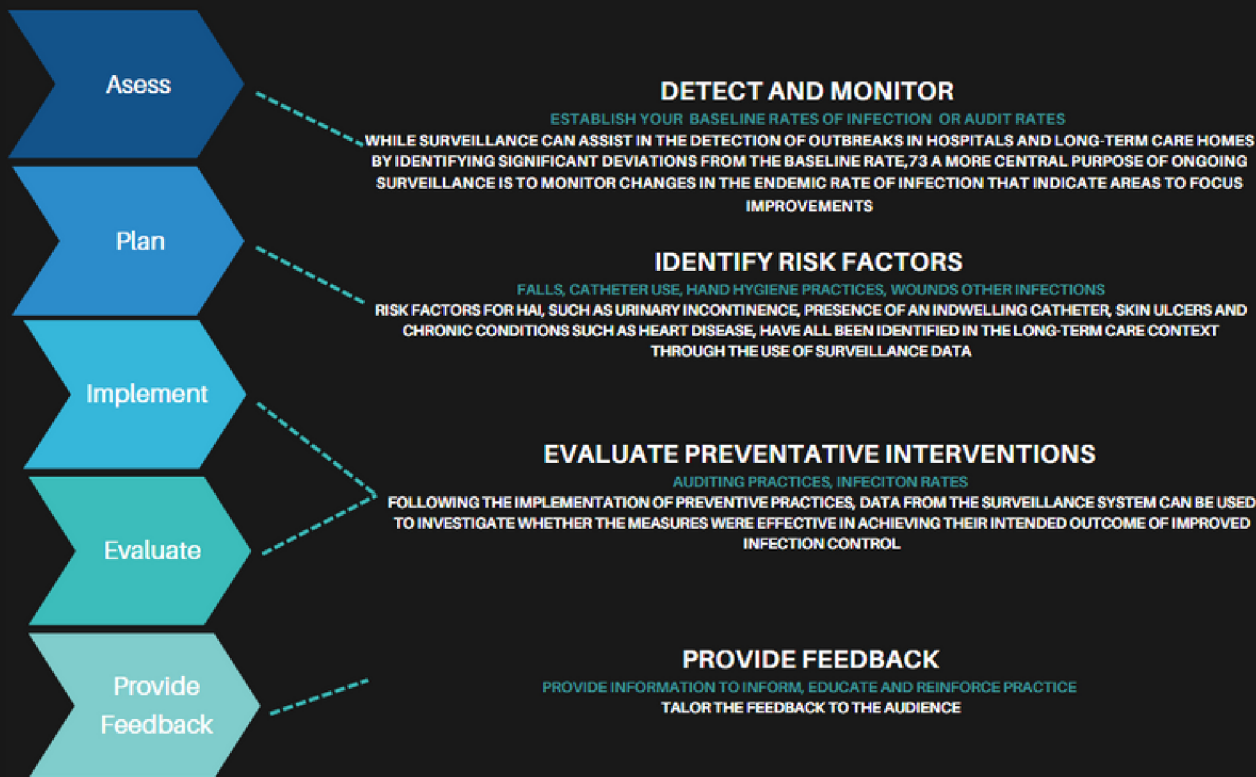 Asess
DETECT AND MONITOR
ESTABLISH YOUR BASELINE RATES OF INFECTION OR AUDIT RATES
WHILE SURVEILLANCE CAN ASSIST IN THE DETECTION OF OUTBREAKS IN HOSPITALS AND LONG-TERM CARE HOMES
BY IDENTIFYING SIGNIFICANT DEVIATIONS FROM THE BASELINE RATE,73 A MORE CENTRAL PURPOSE OF ONGOING
SURVEILLANCE IS TO MONITOR CHANGES IN THE ENDEMIC RATE OF INFECTION THAT INDICATE AREAS TO FOCUS
IMPROVEMENTS
Plan
IDENTIFY RISK FACTORS
FALLS, CATHETER USE, HAND HYGIENE PRACTICES, WOUNDS OTHER INFECTIONS
RISK FACTORS FOR HAI, SUCH AS URINARY INCONTINENCE, PRESENCE OF AN INDWELLING CATHETER, SKIN ULCERS AND
CHRONIC CONDITIONS SUCH AS HEART DISEASE, HAVE ALL BEEN IDENTIFIED IN THE LONG-TERM CARE CONTEXT
THROUGH THE USE OF SURVEILLANCE DATA
Implement
EVALUATE PREVENTATIVE INTERVENTIONS
AUDITING PRACTICES, INFECITON RATES
FOLLOWING THE IMPLEMENTATION OF PREVENTIVE PRACTICES, DATA FROM THE SURVEILLANCE SYSTEM CAN BE USED
TO INVESTIGATE WHETHER THE MEASURES WERE EFFECTIVE IN ACHIEVING THEIR INTENDED OUTCOME OF IMPROVED
INFECTION CONTROL
Evaluate
PROVIDE FEEDBACK
PROVIDE INFORMATION TO INFORM, EDUCATE AND REINFORCE PRACTICE
TALOR THE FEEDBACK TO THE AUDIENCE
Provide
Feedback